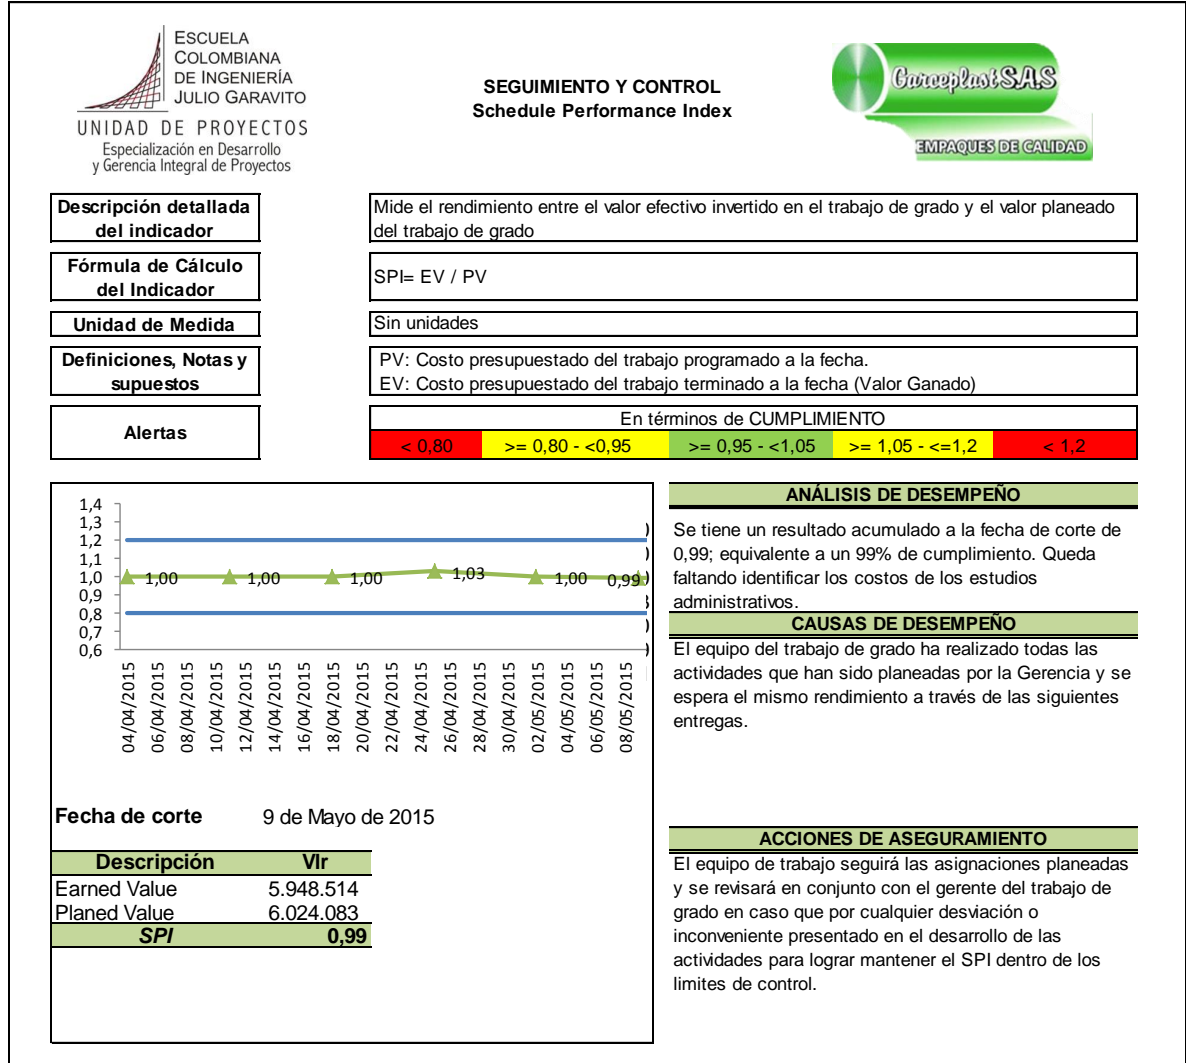 ESCUELA
COLOMBIANA
DE INGENIERÍA
JULIO GARAVITO
UNIDAD DE PROYECTOS
Especialización en Desarrollo
y Gerencia Integral de Proyectos
SEGUIMIENTO Y CONTROL
Schedule Performance Index
Garceplast SAS
EMPAQUES DE CALIDAD
Descripción detallada
del indicador
Mide el rendimiento entre el valor efectivo invertido en el trabajo de grado y el valor planeado
del trabajo de grado
Fórmula de Cálculo
del Indicador
SPI= EV / PV
Unidad de Medida
Sin unidades
Definiciones, Notas y
supuestos
PV: Costo presupuestado del trabajo programado a la fecha.
EV: Costo presupuestado del trabajo terminado a la fecha (Valor Ganado)
Alertas
En términos de CUMPLIMIENTO
< 0,80 >= 0,80 - <0,95 >= 0,95 - <1,05 >= 1,05 - <=1,2 < 1,2
1,4
1,3
1,2
1,1
1,0
0,9
0,8
0,7
0,6
1,00 1,00 1,00 1,03 1,00 0,99
04/04/2015
06/04/2015
08/04/2015
10/04/2015
12/04/2015
14/04/2015
16/04/2015
18/04/2015
20/04/2015
22/04/2015
24/04/2015
26/04/2015
28/04/2015
30/04/2015
02/05/2015
04/05/2015
06/05/2015
08/05/2015
Fecha de corte 9 de Mayo de 2015
Descripción Vlr
Earned Value 5.948.514
Planed Value 6.024.083
SPI 0,99
ANÁLISIS DE DESEMPEÑO
Se tiene un resultado acumulado a la fecha de corte de
0,99; equivalente a un 99% de cumplimiento. Queda
faltando identificar los costos de los estudios
administrativos.
CAUSAS DE DESEMPEÑO
El equipo del trabajo de grado ha realizado todas las
actividades que han sido planeadas por la Gerencia y se
espera el mismo rendimiento a través de las siguientes
entregas.
ACCIONES DE ASEGURAMIENTO
El equipo de trabajo seguirá las asignaciones planeadas
y se revisará en conjunto con el gerente del trabajo de
grado en caso que por cualquier desviación o
inconveniente presentado en el desarrollo de las
actividades para lograr mantener el SPI dentro de los
limites de control.